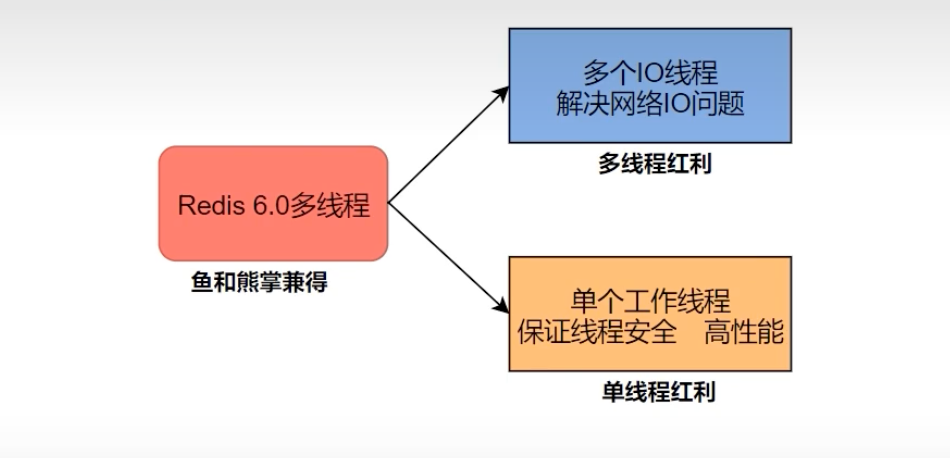 多个IO线程
解决网络IO问题
多线程红利
Redis 6.0多线程
鱼和熊掌兼得
单个工作线程
保证线程安全 高性能
单线程红利